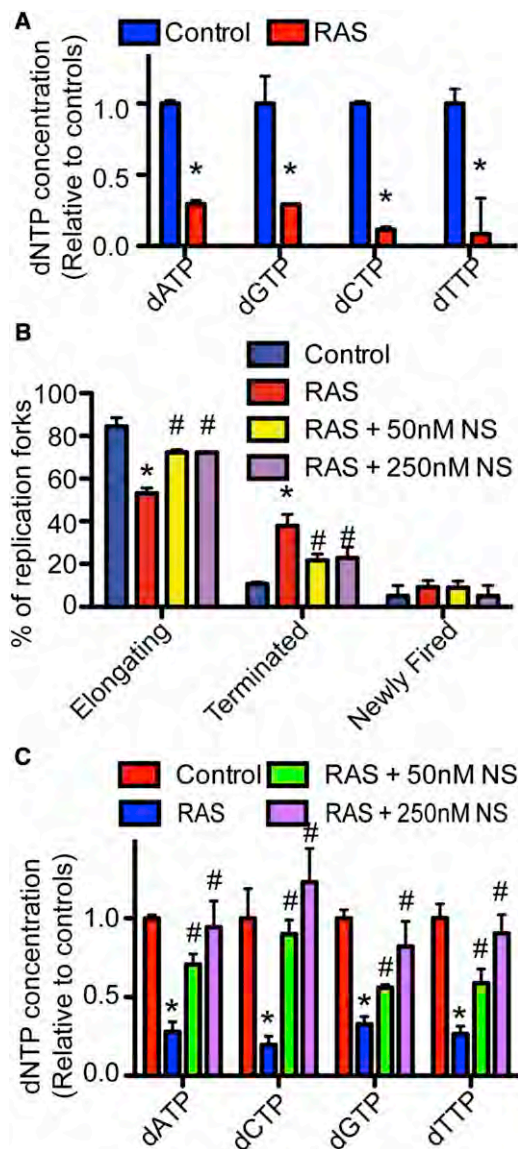 A
Control RAS
dNTP concentration
(Relative to controls)
1.0
0.5
0.0
* * * *
dATP dGTP dCTP dTTP
B
Control
RAS
RAS + 50nM NS
RAS + 250nM NS
% of replication forks
100
80
60
40
20
0
* # # * # #
Elongating Terminated Newly Fired
C
Control RAS + 50nM NS
RAS RAS + 250nM NS
dNTP concentration
(Relative to controls)
1.0
0.5
0.0
* # # * # # * # # * # #
dATP dCTP dGTP dTTP